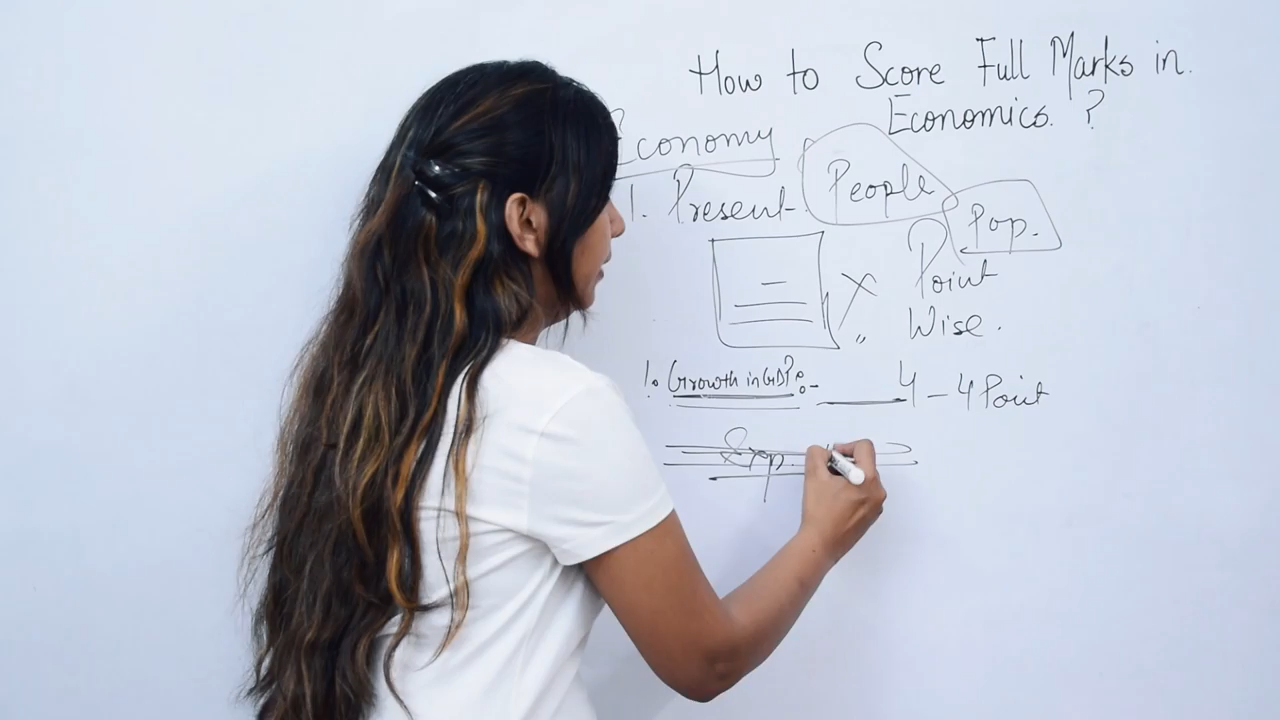 How to Score Full Marks in
Economics. ?
Economy
1. Present.
People
Pop.
Point
Wise.
1. Growth in GDP:- 4 - 4 Point
Exp.